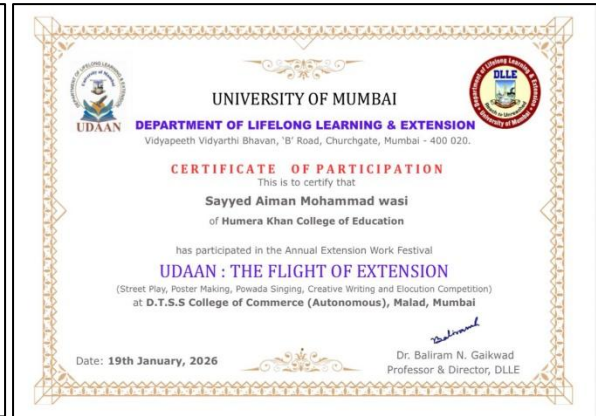 UNIVERSITY OF MUMBAI
DEPARTMENT OF LIFELONG LEARNING & EXTENSION
Vidyapeeth Vidyarthi Bhavan, 'B' Road, Churchgate, Mumbai - 400 020.
UDAAN
DLLE
CERTIFICATE OF PARTICIPATION
This is to certify that
Sayyed Aiman Mohammad wasi
of Humera Khan College of Education
has participated in the Annual Extension Work Festival
UDAAN : THE FLIGHT OF EXTENSION
(Street Play, Poster Making, Powada Singing, Creative Writing and Elocution Competition)
at D.T.S.S College of Commerce (Autonomous), Malad, Mumbai
Date: 19th January, 2026
Dr. Baliram N. Gaikwad
Professor & Director, DLLE